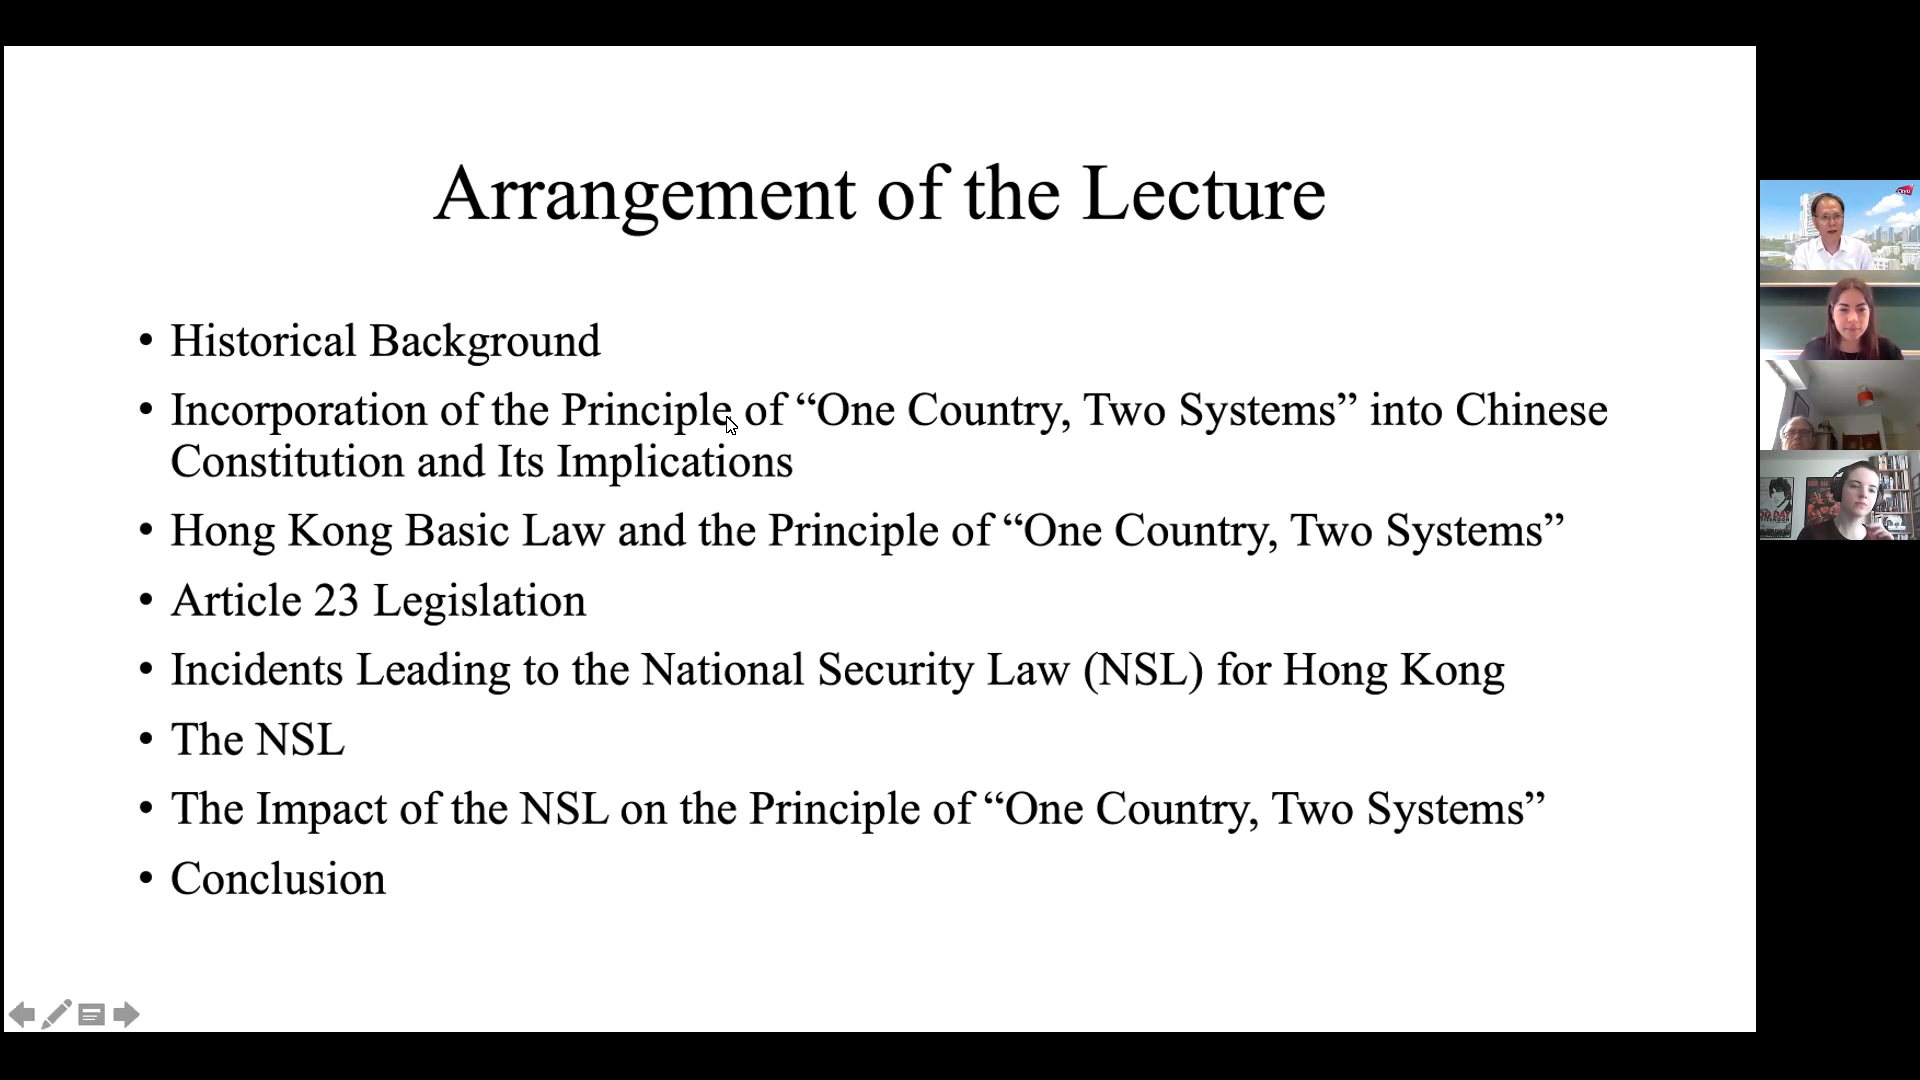 Arrangement of the Lecture
• Historical Background
• Incorporation of the Principle of “One Country, Two Systems” into Chinese
Constitution and Its Implications
• Hong Kong Basic Law and the Principle of “One Country, Two Systems”
• Article 23 Legislation
• Incidents Leading to the National Security Law (NSL) for Hong Kong
• The NSL
• The Impact of the NSL on the Principle of “One Country, Two Systems”
• Conclusion